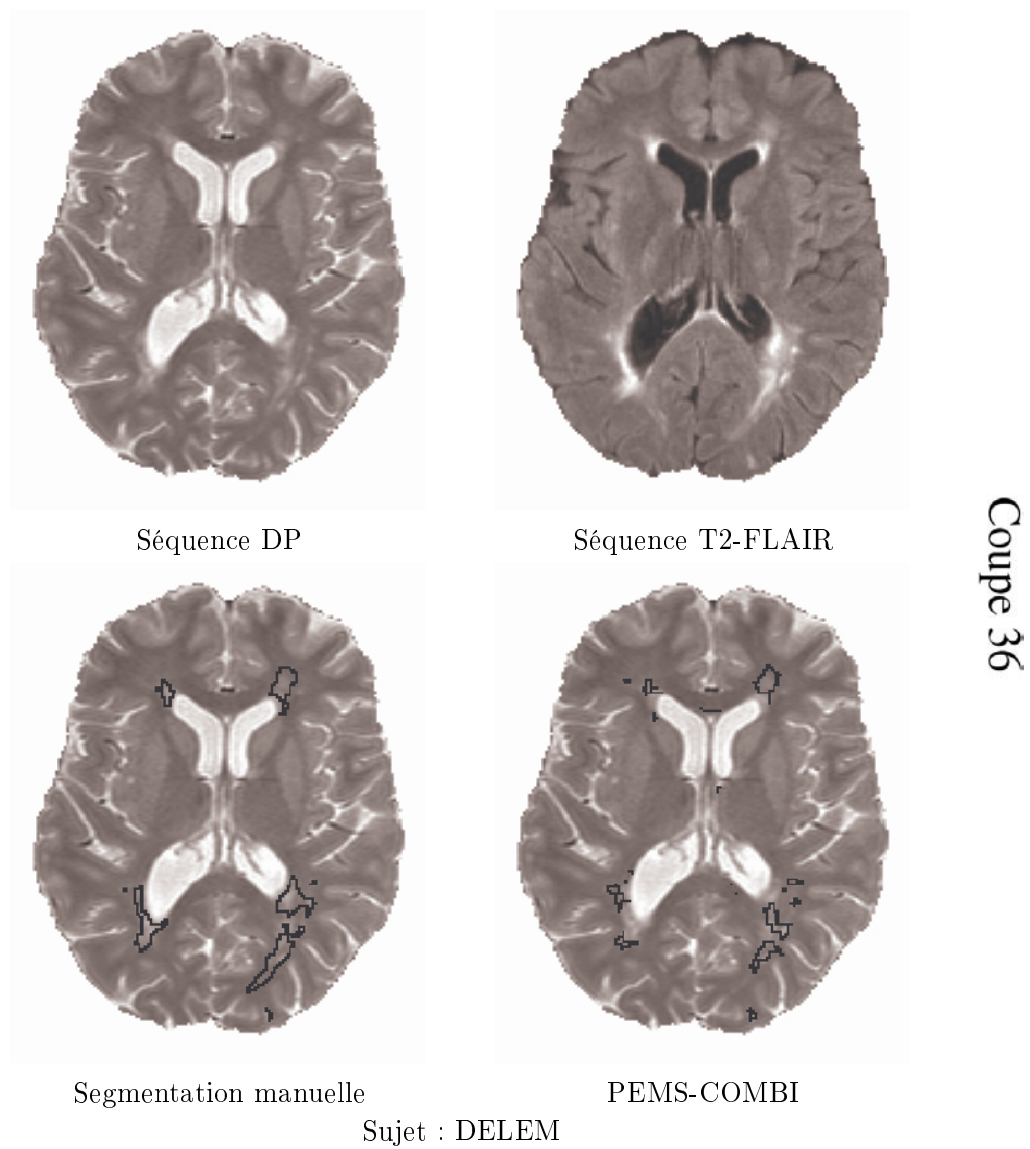 Séquence DP
Séquence T2-FLAIR
Coupe 36
Segmentation manuelle
PEMS-COMBI
Sujet : DELEM